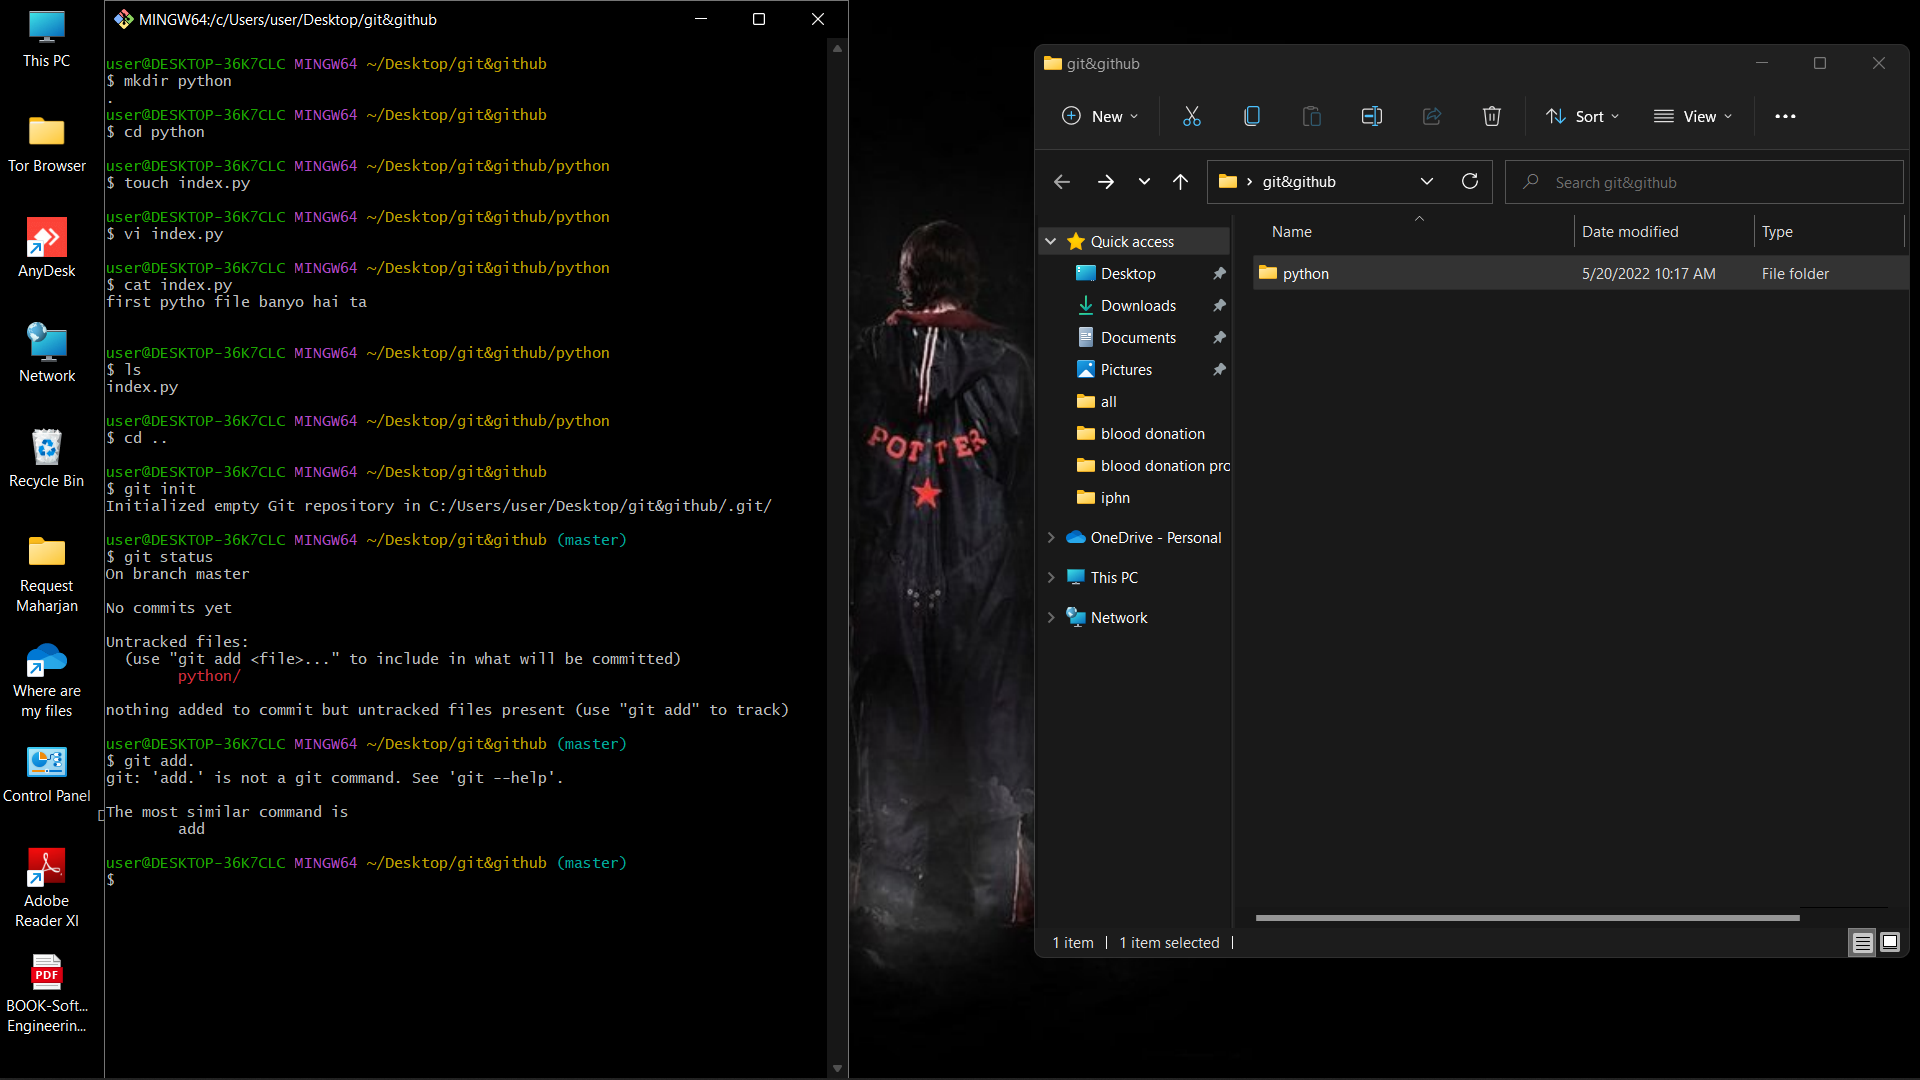 This PC
Tor Browser
AnyDesk
Network
Recycle Bin
Request
Maharjan
Where are
my files
Control Panel
Adobe
Reader XI
PDF
BOOK-Soft...
Engineerin...
MINGW64:/c/Users/user/Desktop/git&github
user@DESKTOP-36K7CLC MINGW64 ~/Desktop/git&github
$ mkdir python
.
user@DESKTOP-36K7CLC MINGW64 ~/Desktop/git&github
$ cd python
user@DESKTOP-36K7CLC MINGW64 ~/Desktop/git&github/python
$ touch index.py
user@DESKTOP-36K7CLC MINGW64 ~/Desktop/git&github/python
$ vi index.py
user@DESKTOP-36K7CLC MINGW64 ~/Desktop/git&github/python
$ cat index.py
first pytho file banyo hai ta
user@DESKTOP-36K7CLC MINGW64 ~/Desktop/git&github/python
$ ls
index.py
user@DESKTOP-36K7CLC MINGW64 ~/Desktop/git&github/python
$ cd ..
user@DESKTOP-36K7CLC MINGW64 ~/Desktop/git&github
$ git init
Initialized empty Git repository in C:/Users/user/Desktop/git&github/.git/
user@DESKTOP-36K7CLC MINGW64 ~/Desktop/git&github (master)
$ git status
On branch master
No commits yet
Untracked files:
(use "git add <file>..." to include in what will be committed)
python/
nothing added to commit but untracked files present (use "git add" to track)
user@DESKTOP-36K7CLC MINGW64 ~/Desktop/git&github (master)
$ git add.
git: 'add.' is not a git command. See 'git --help'.
The most similar command is
add
user@DESKTOP-36K7CLC MINGW64 ~/Desktop/git&github (master)
$
POTTER
git&github
New
Sort
View
git&github
Search git&github
Name
Date modified
Type
python
5/20/2022 10:17 AM
File folder
Quick access
Desktop
Downloads
Documents
Pictures
all
blood donation
blood donation pro
iphn
OneDrive - Personal
This PC
Network
1 item
1 item selected